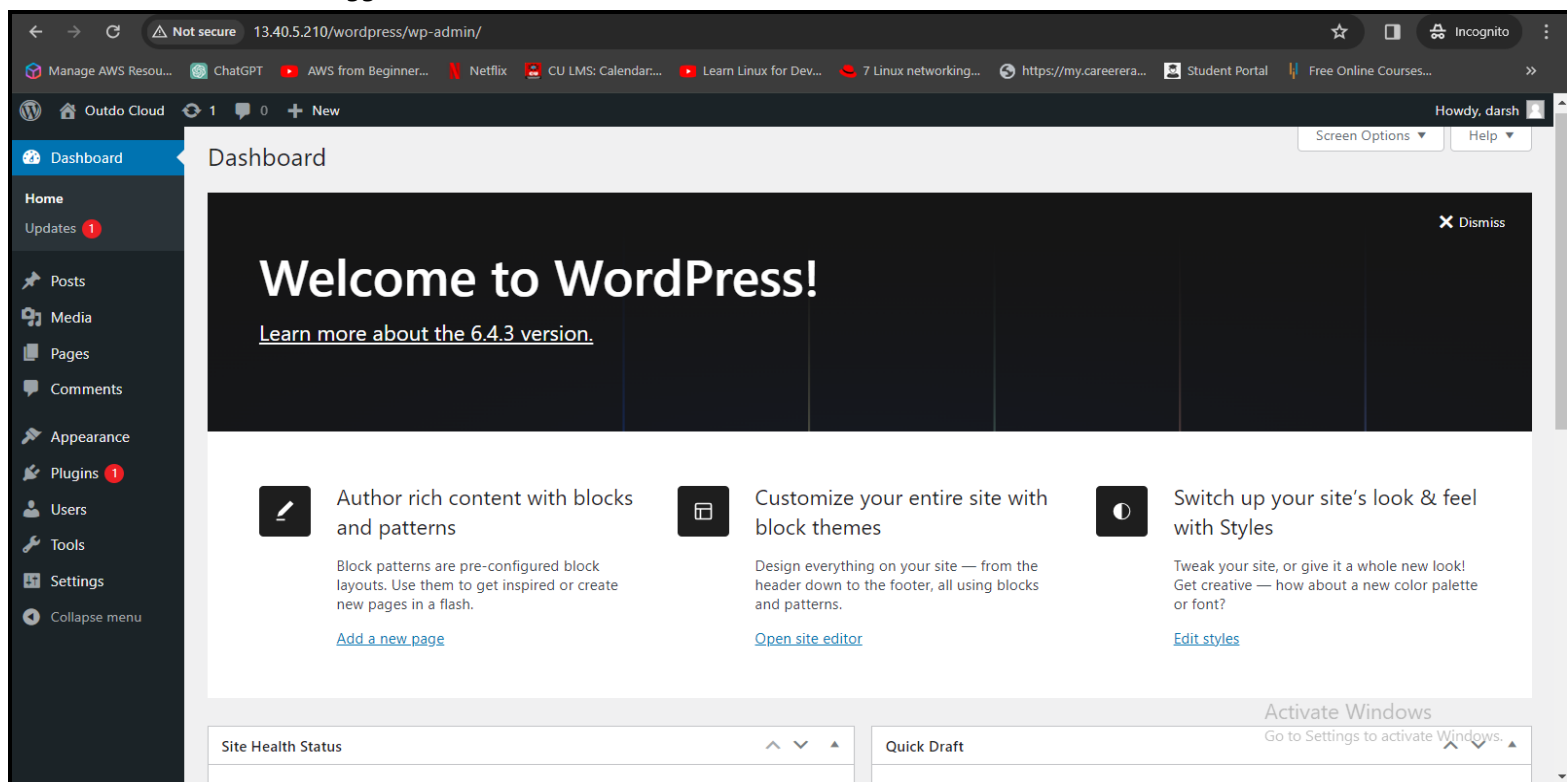 Not secure 13.40.5.210/wordpress/wp-admin/ Incognito
Manage AWS Resou... ChatGPT AWS from Beginner... Netflix CU LMS: Calendar:... Learn Linux for Dev... 7 Linux networking... https://my.careerera... Student Portal Free Online Courses... »
Outdo Cloud 1 0 + New Howdy, darsh
Screen Options ▼ Help ▼
Dashboard
Home
Updates 1
Posts
Media
Pages
Comments
Appearance
Plugins 1
Users
Tools
Settings
Collapse menu
Dashboard
Dismiss
Welcome to WordPress!
Learn more about the 6.4.3 version.
Author rich content with blocks
and patterns
Block patterns are pre-configured block
layouts. Use them to get inspired or create
new pages in a flash.
Add a new page
Customize your entire site with
block themes
Design everything on your site — from the
header down to the footer, all using blocks
and patterns.
Open site editor
Switch up your site's look & feel
with Styles
Tweak your site, or give it a whole new look!
Get creative — how about a new color palette
or font?
Edit styles
Site Health Status
Quick Draft
Activate Windows
Go to Settings to activate Windows.